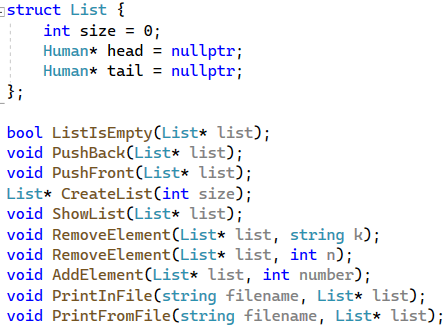 struct List {
int size = 0;
Human* head = nullptr;
Human* tail = nullptr;
};
bool ListIsEmpty(List* list);
void PushBack(List* list);
void PushFront(List* list);
List* CreateList(int size);
void ShowList(List* list);
void RemoveElement(List* list, string k);
void RemoveElement(List* list, int n);
void AddElement(List* list, int number);
void PrintInFile(string filename, List* list);
void PrintFromFile(string filename, List* list);